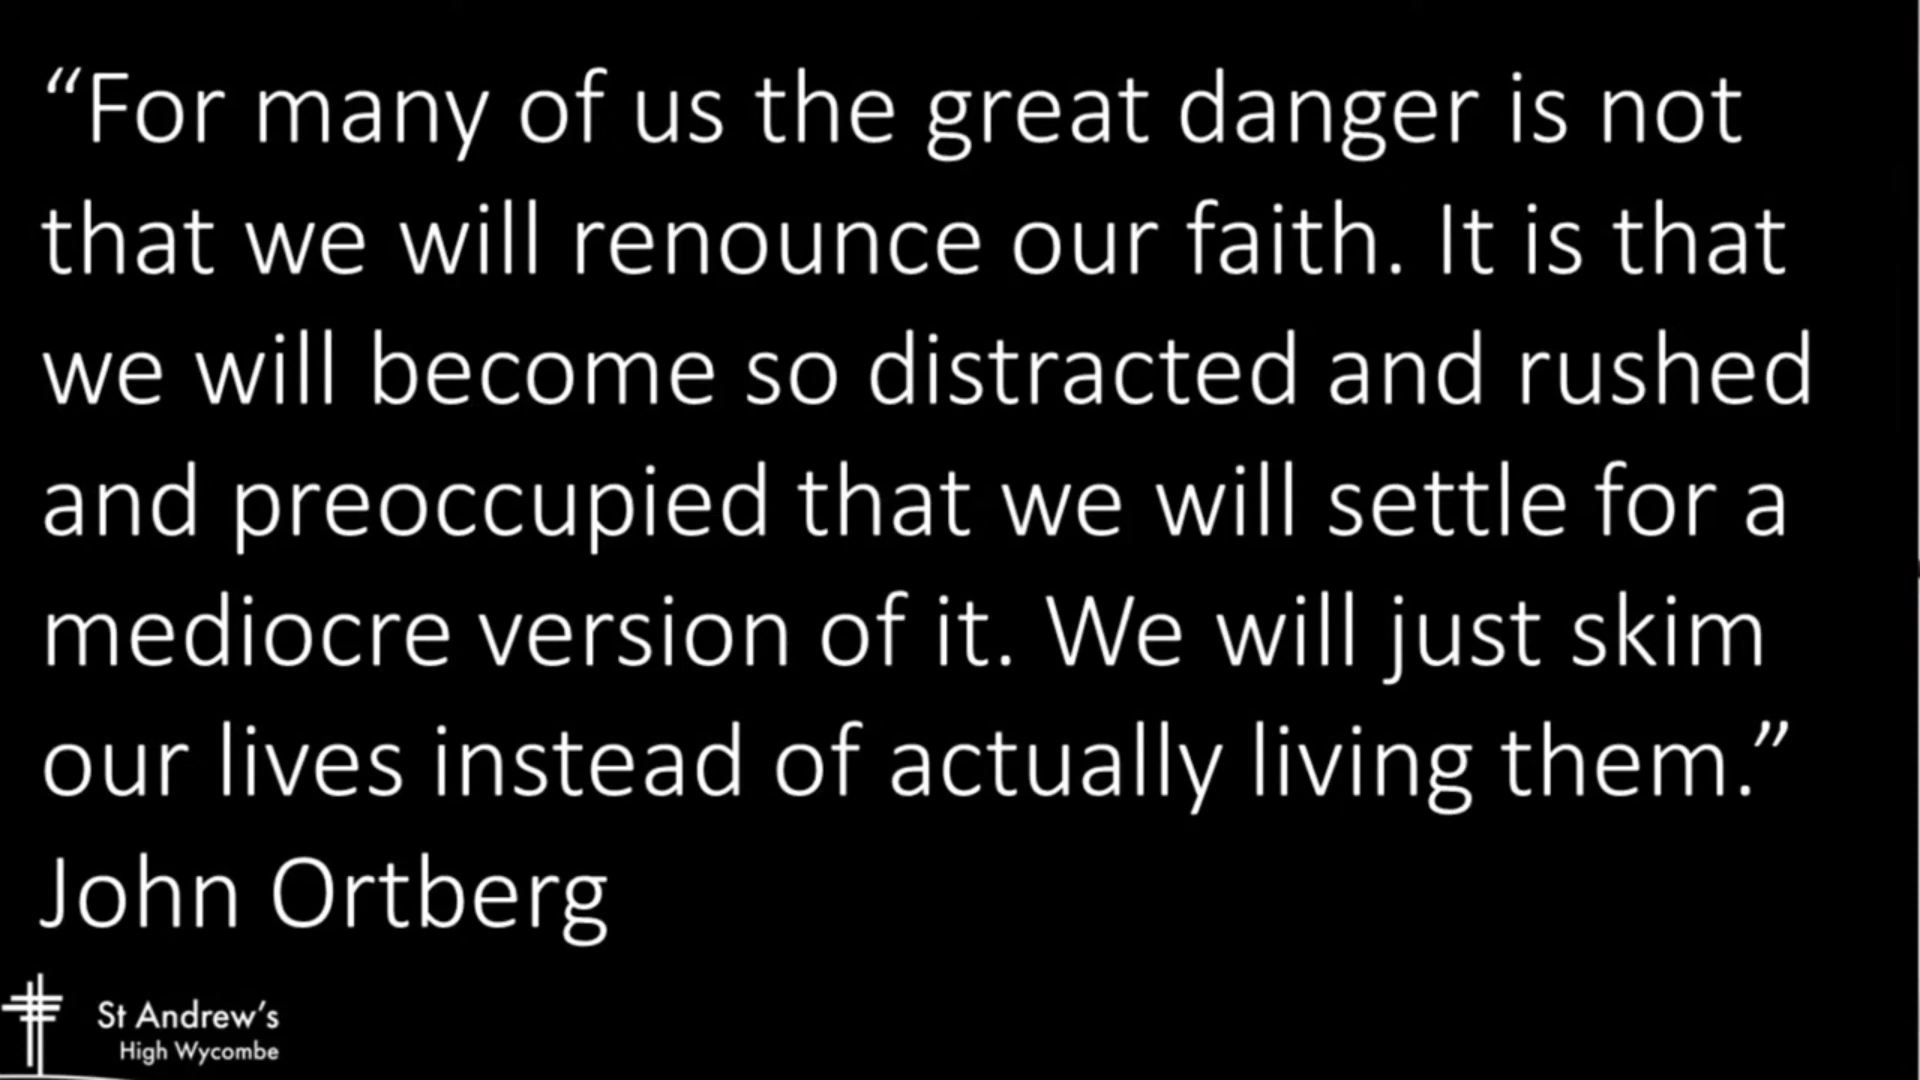 “For many of us the great danger is not
that we will renounce our faith. It is that
we will become so distracted and rushed
and preoccupied that we will settle for a
mediocre version of it. We will just skim
our lives instead of actually living them.”
John Ortberg
St Andrew’s
High Wycombe